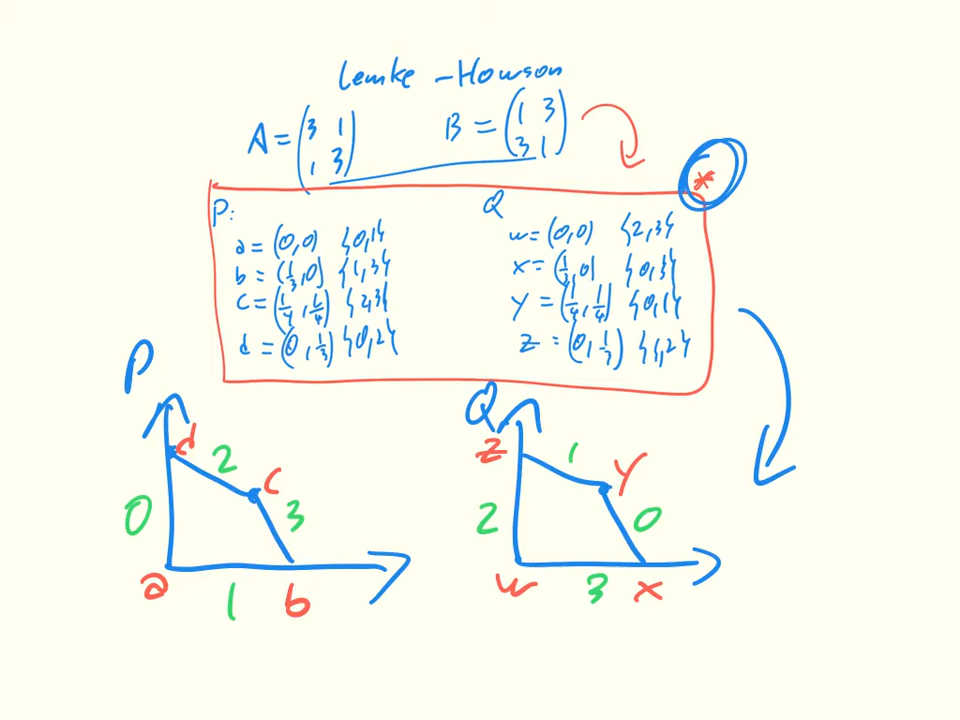 Lemke - Howson
A = (3 1
1 3)
B = (1 3
3 1)
*
P:
a = (0,0) {0,1}
b = (1/3,0) {1,3}
c = (1/4,1/4) {2,3}
d = (0,1/3) {0,2}
Q
w = (0,0) {2,3}
x = (1/3,0) {0,3}
y = (1/4,1/4) {0,1}
z = (0,1/3) {1,2}
P
d
2
c
0
3
a
1
b
Q
z
1
y
2
0
w
3
x